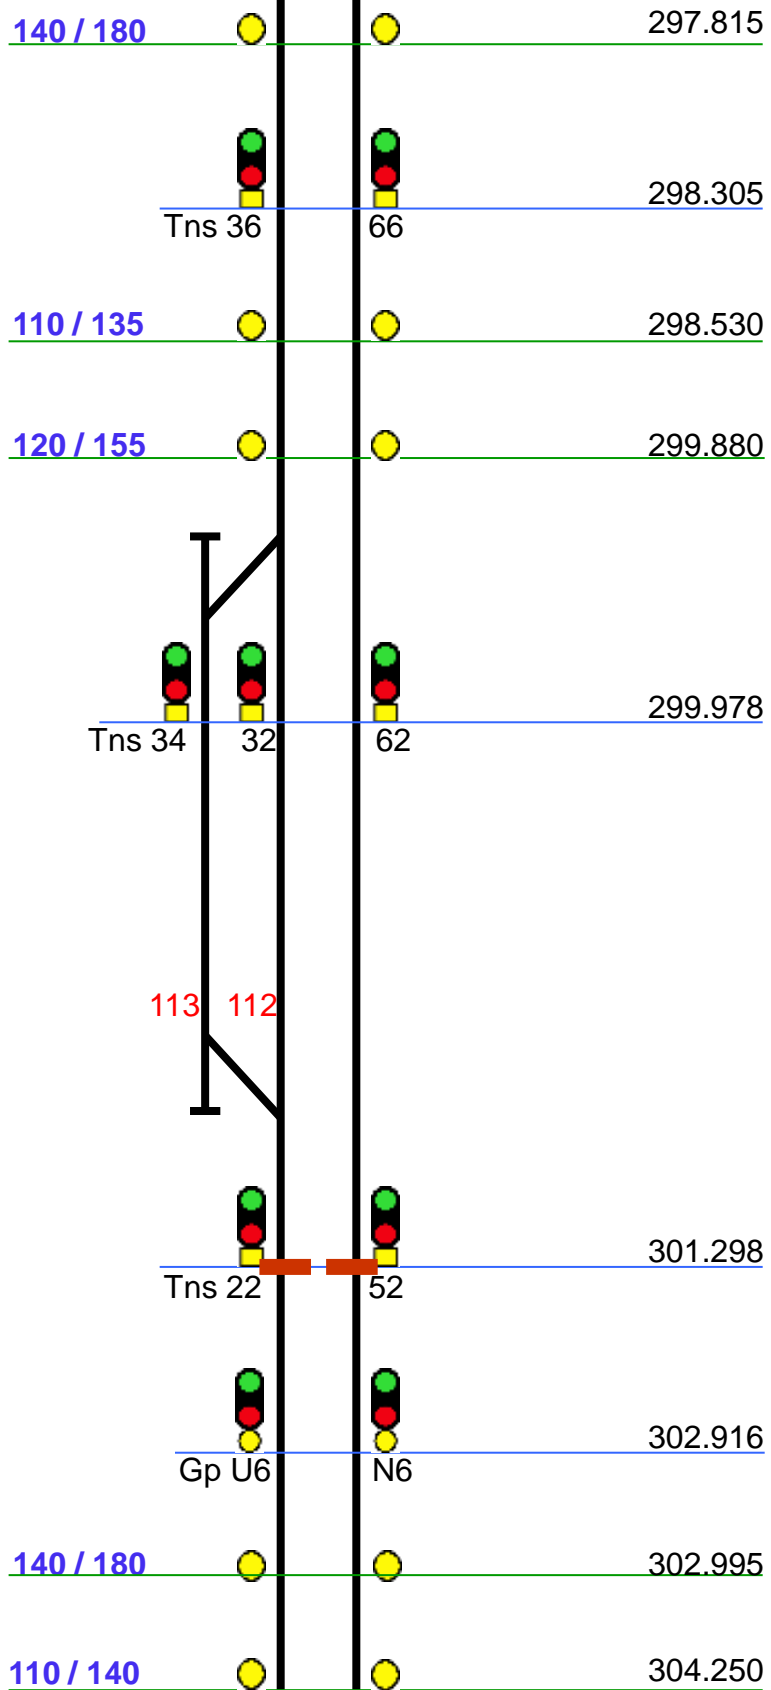 140 / 180 297.815
298.305
Tns 36 66
110 / 135 298.530
120 / 155 299.880
299.978
Tns 34 32 62
113 112
301.298
Tns 22 52
302.916
Gp U6 N6
140 / 180 302.995
110 / 140 304.250